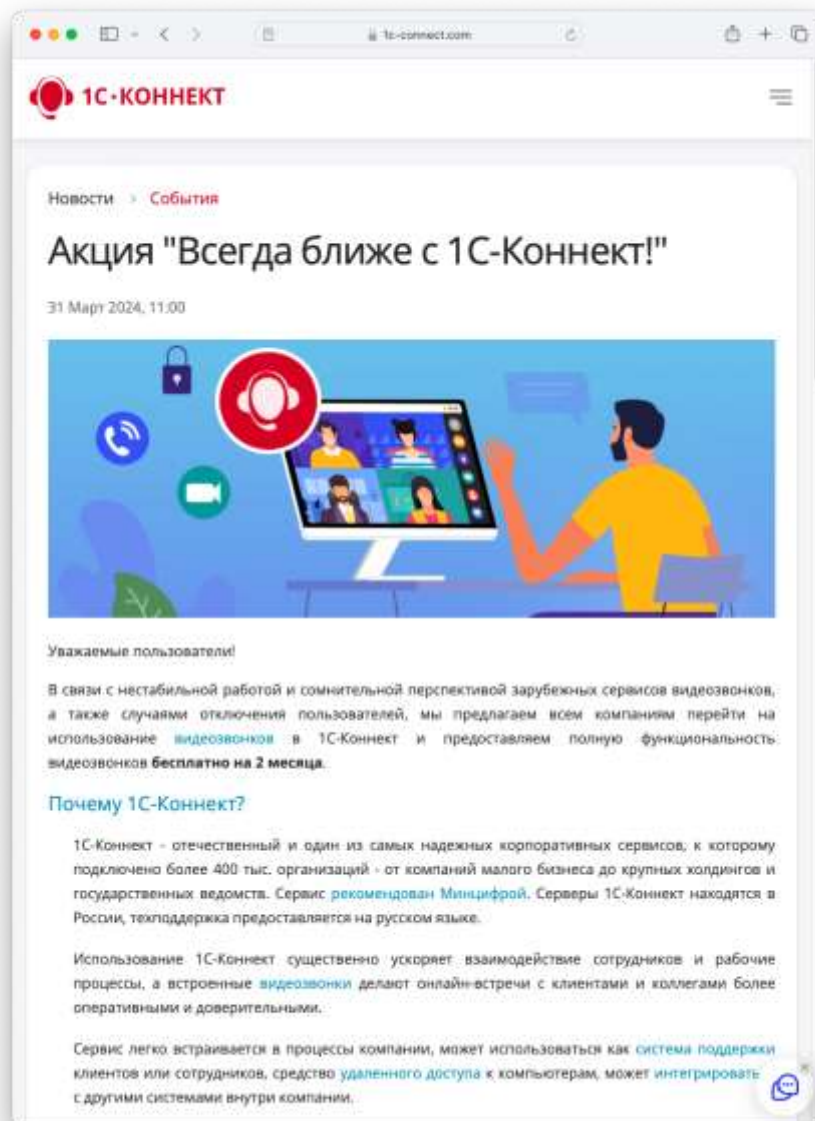 1c-connect.com
1С·КОННЕКТ
Новости > События
Акция "Всегда ближе с 1С-Коннект!"
31 Март 2024, 11:00
Уважаемые пользователи!
В связи с нестабильной работой и сомнительной перспективой зарубежных сервисов видеозвонков,
а также случаями отключения пользователей, мы предлагаем всем компаниям перейти на
использование видеозвонков в 1С-Коннект и предоставляем полную функциональность
видеозвонков бесплатно на 2 месяца.
Почему 1С-Коннект?
1С-Коннект - отечественный и один из самых надежных корпоративных сервисов, к которому
подключено более 400 тыс. организаций - от компаний малого бизнеса до крупных холдингов и
государственных ведомств. Сервис рекомендован Минцифрой. Серверы 1С-Коннект находятся в
России, техподдержка предоставляется на русском языке.
Использование 1С-Коннект существенно ускоряет взаимодействие сотрудников и рабочие
процессы, а встроенные видеозвонки делают онлайн-встречи с клиентами и коллегами более
оперативными и доверительными.
Сервис легко встраивается в процессы компании, может использоваться как система поддержки
клиентов или сотрудников, средство удаленного доступа к компьютерам, может интегрировать
с другими системами внутри компании.